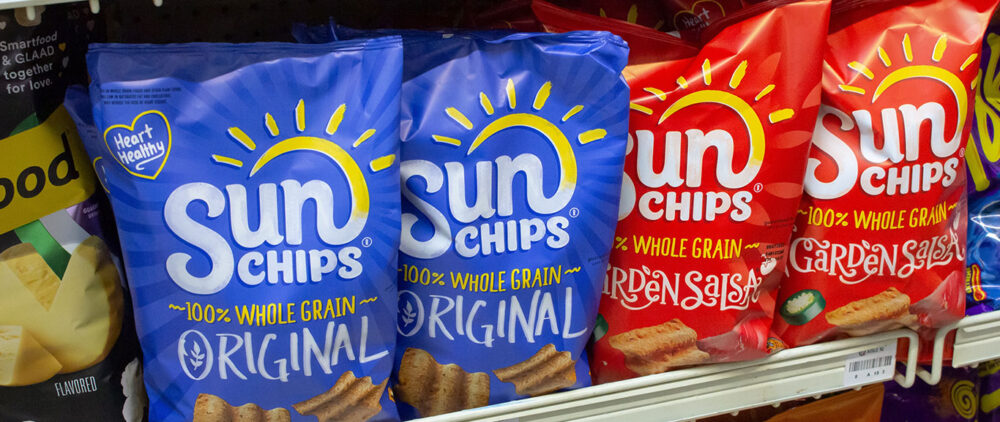 Smartfood
& GLAAD
together
for love.
ood
FLAVORED
Heart
Healthy
Sun
CHIPS
~100% WHOLE GRAIN~
ORIGINAL
Sun
CHIPS
~100% WHOLE GRAIN~
ORIGINAL
Sun
CHIPS
% WHOLE GRAIN~
GARDEN SALSA
Sun
CHIPS
~100% WHOLE GRAIN~
GARDEN SALSA